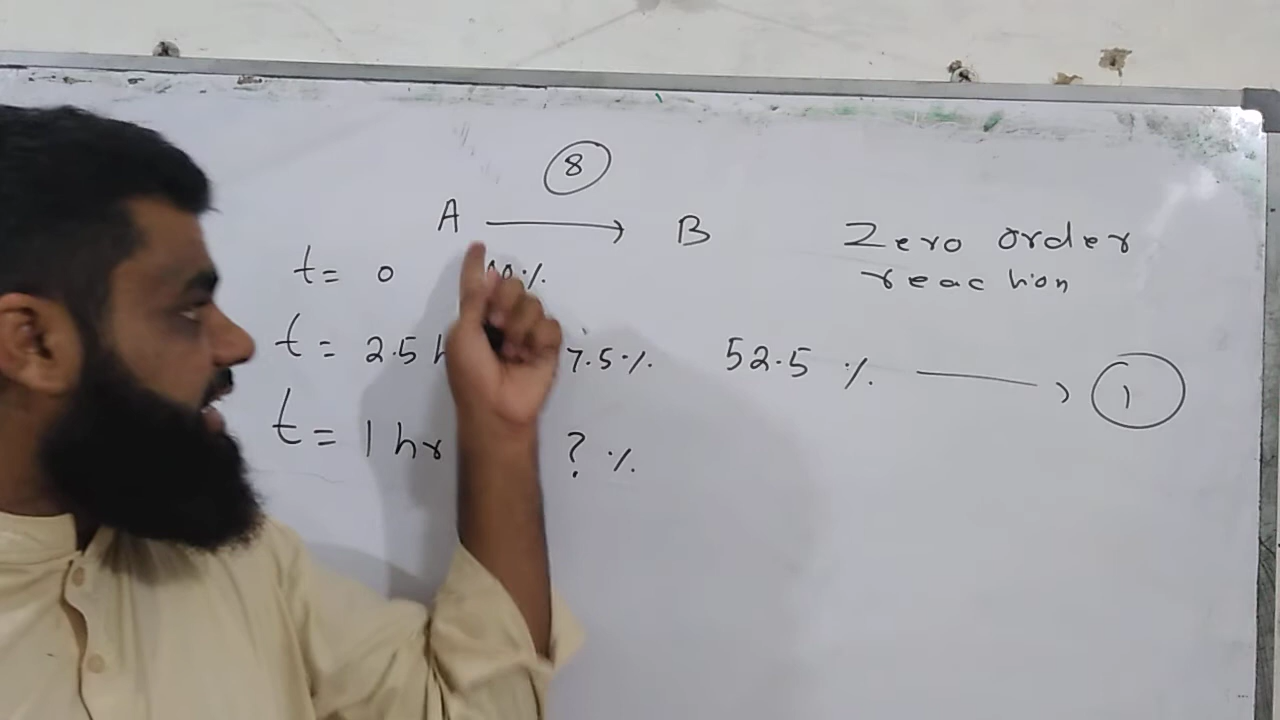 8
A → B
Zero order
reaction
t = 0
t = 2.5 7.5% 52.5 % → 1
t = 1 hr ? %